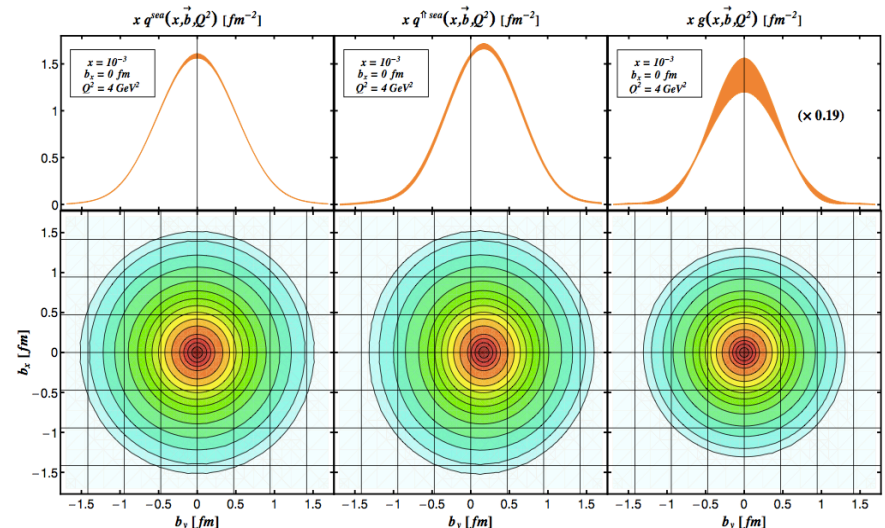 x q^sea(x,b⃗,Q²) [fm⁻²]
x q^⇑ sea(x,b⃗,Q²) [fm⁻²]
x g(x,b⃗,Q²) [fm⁻²]
x = 10⁻³
b_x = 0 fm
Q² = 4 GeV²
x = 10⁻³
b_x = 0 fm
Q² = 4 GeV²
x = 10⁻³
b_x = 0 fm
Q² = 4 GeV²
(× 0.19)
1.5
1
0.5
0
1.5
1
0.5
0
−0.5
−1
−1.5
b_x [fm]
−1.5 −1 −0.5 0 0.5 1 1.5 −1.5 −1 −0.5 0 0.5 1 1.5 −1.5 −1 −0.5 0 0.5 1 1.5
b_y [fm] b_y [fm] b_y [fm]